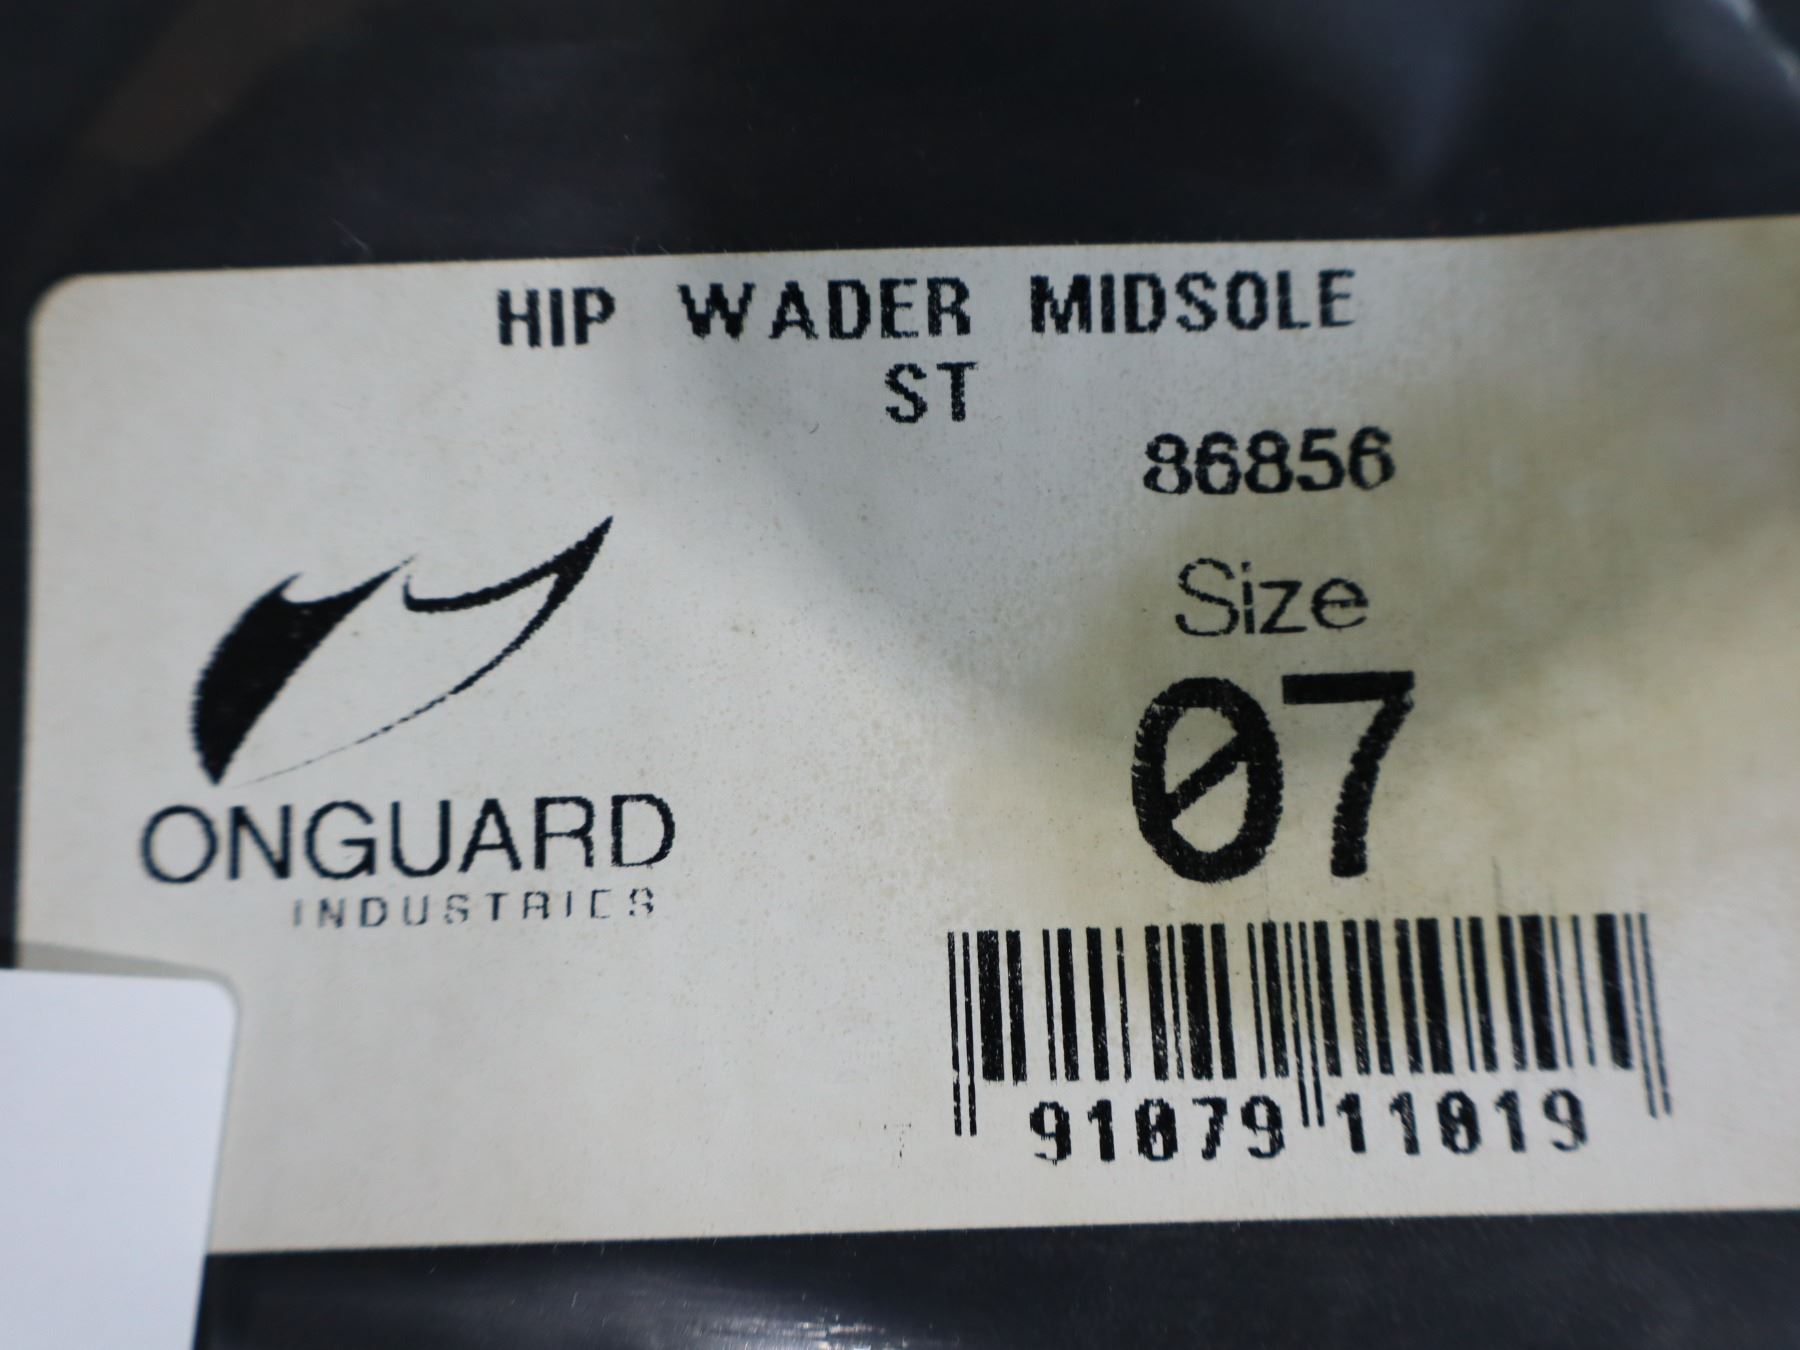 HIP WADER MIDSOLE
ST
86856
Size
07
ONGUARD
INDUSTRIES
91079 11019